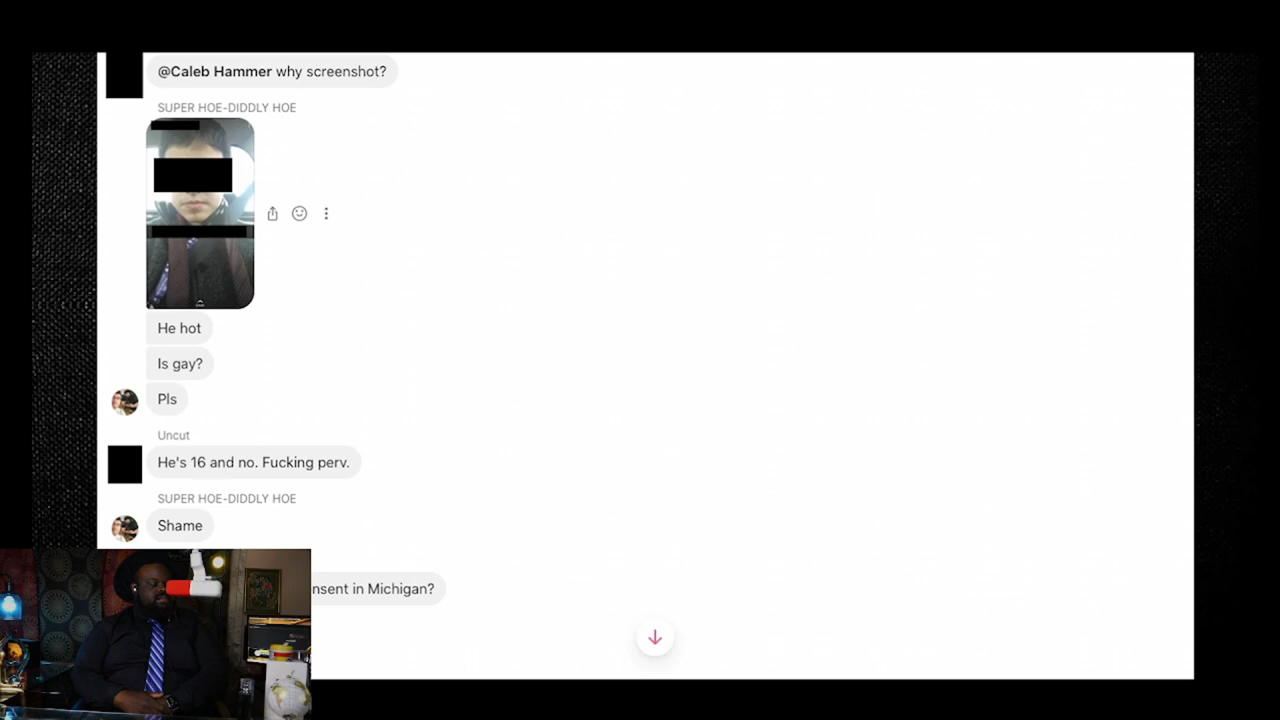 @Caleb Hammer why screenshot?
SUPER HOE-DIDDLY HOE
He hot
Is gay?
Pls
Uncut
He's 16 and no. Fucking perv.
SUPER HOE-DIDDLY HOE
Shame
in Michigan?